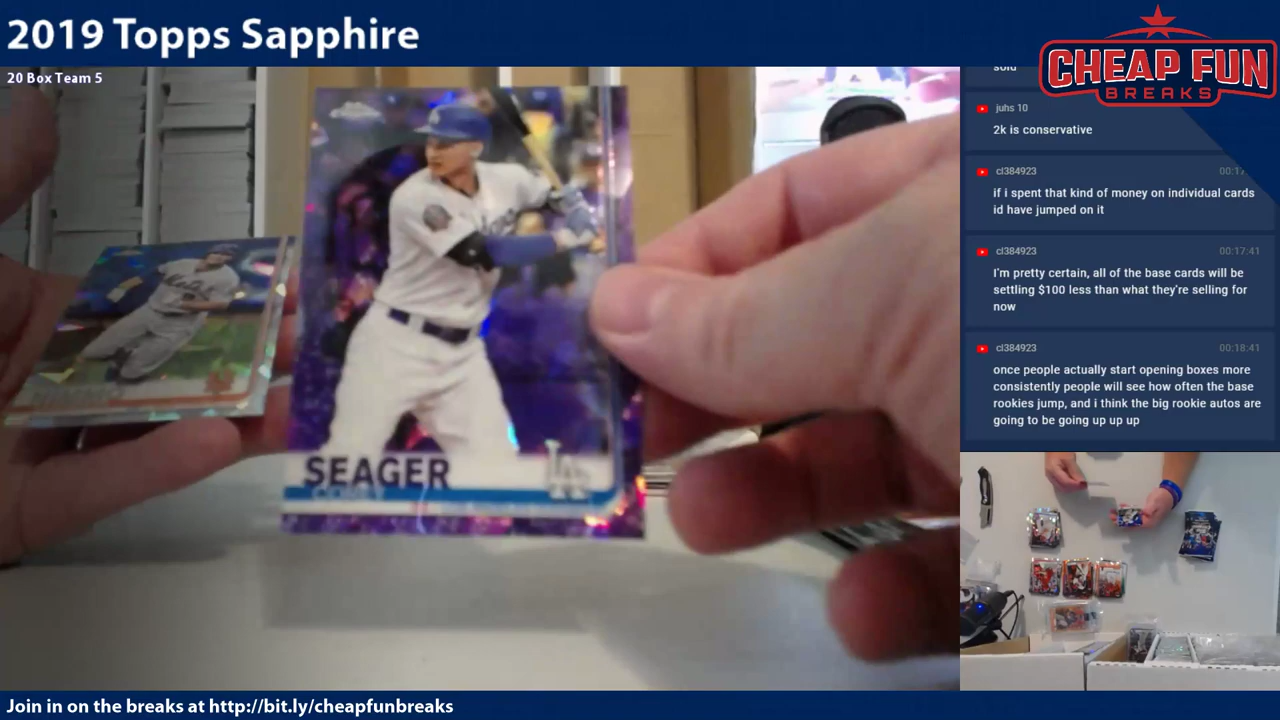 2019 Topps Sapphire
20 Box Team 5
CHEAP FUN
BREAKS
sold
juhs 10
2k is conservative
cl384923
if i spent that kind of money on individual cards
id have jumped on it
cl384923 00:17:41
I'm pretty certain, all of the base cards will be
settling $100 less than what they're selling for
now
cl384923 00:18:41
once people actually start opening boxes more
consistently people will see how often the base
rookies jump, and i think the big rookie autos are
going to be going up up up
SEAGER
COREY
LA
Join in on the breaks at http://bit.ly/cheapfunbreaks